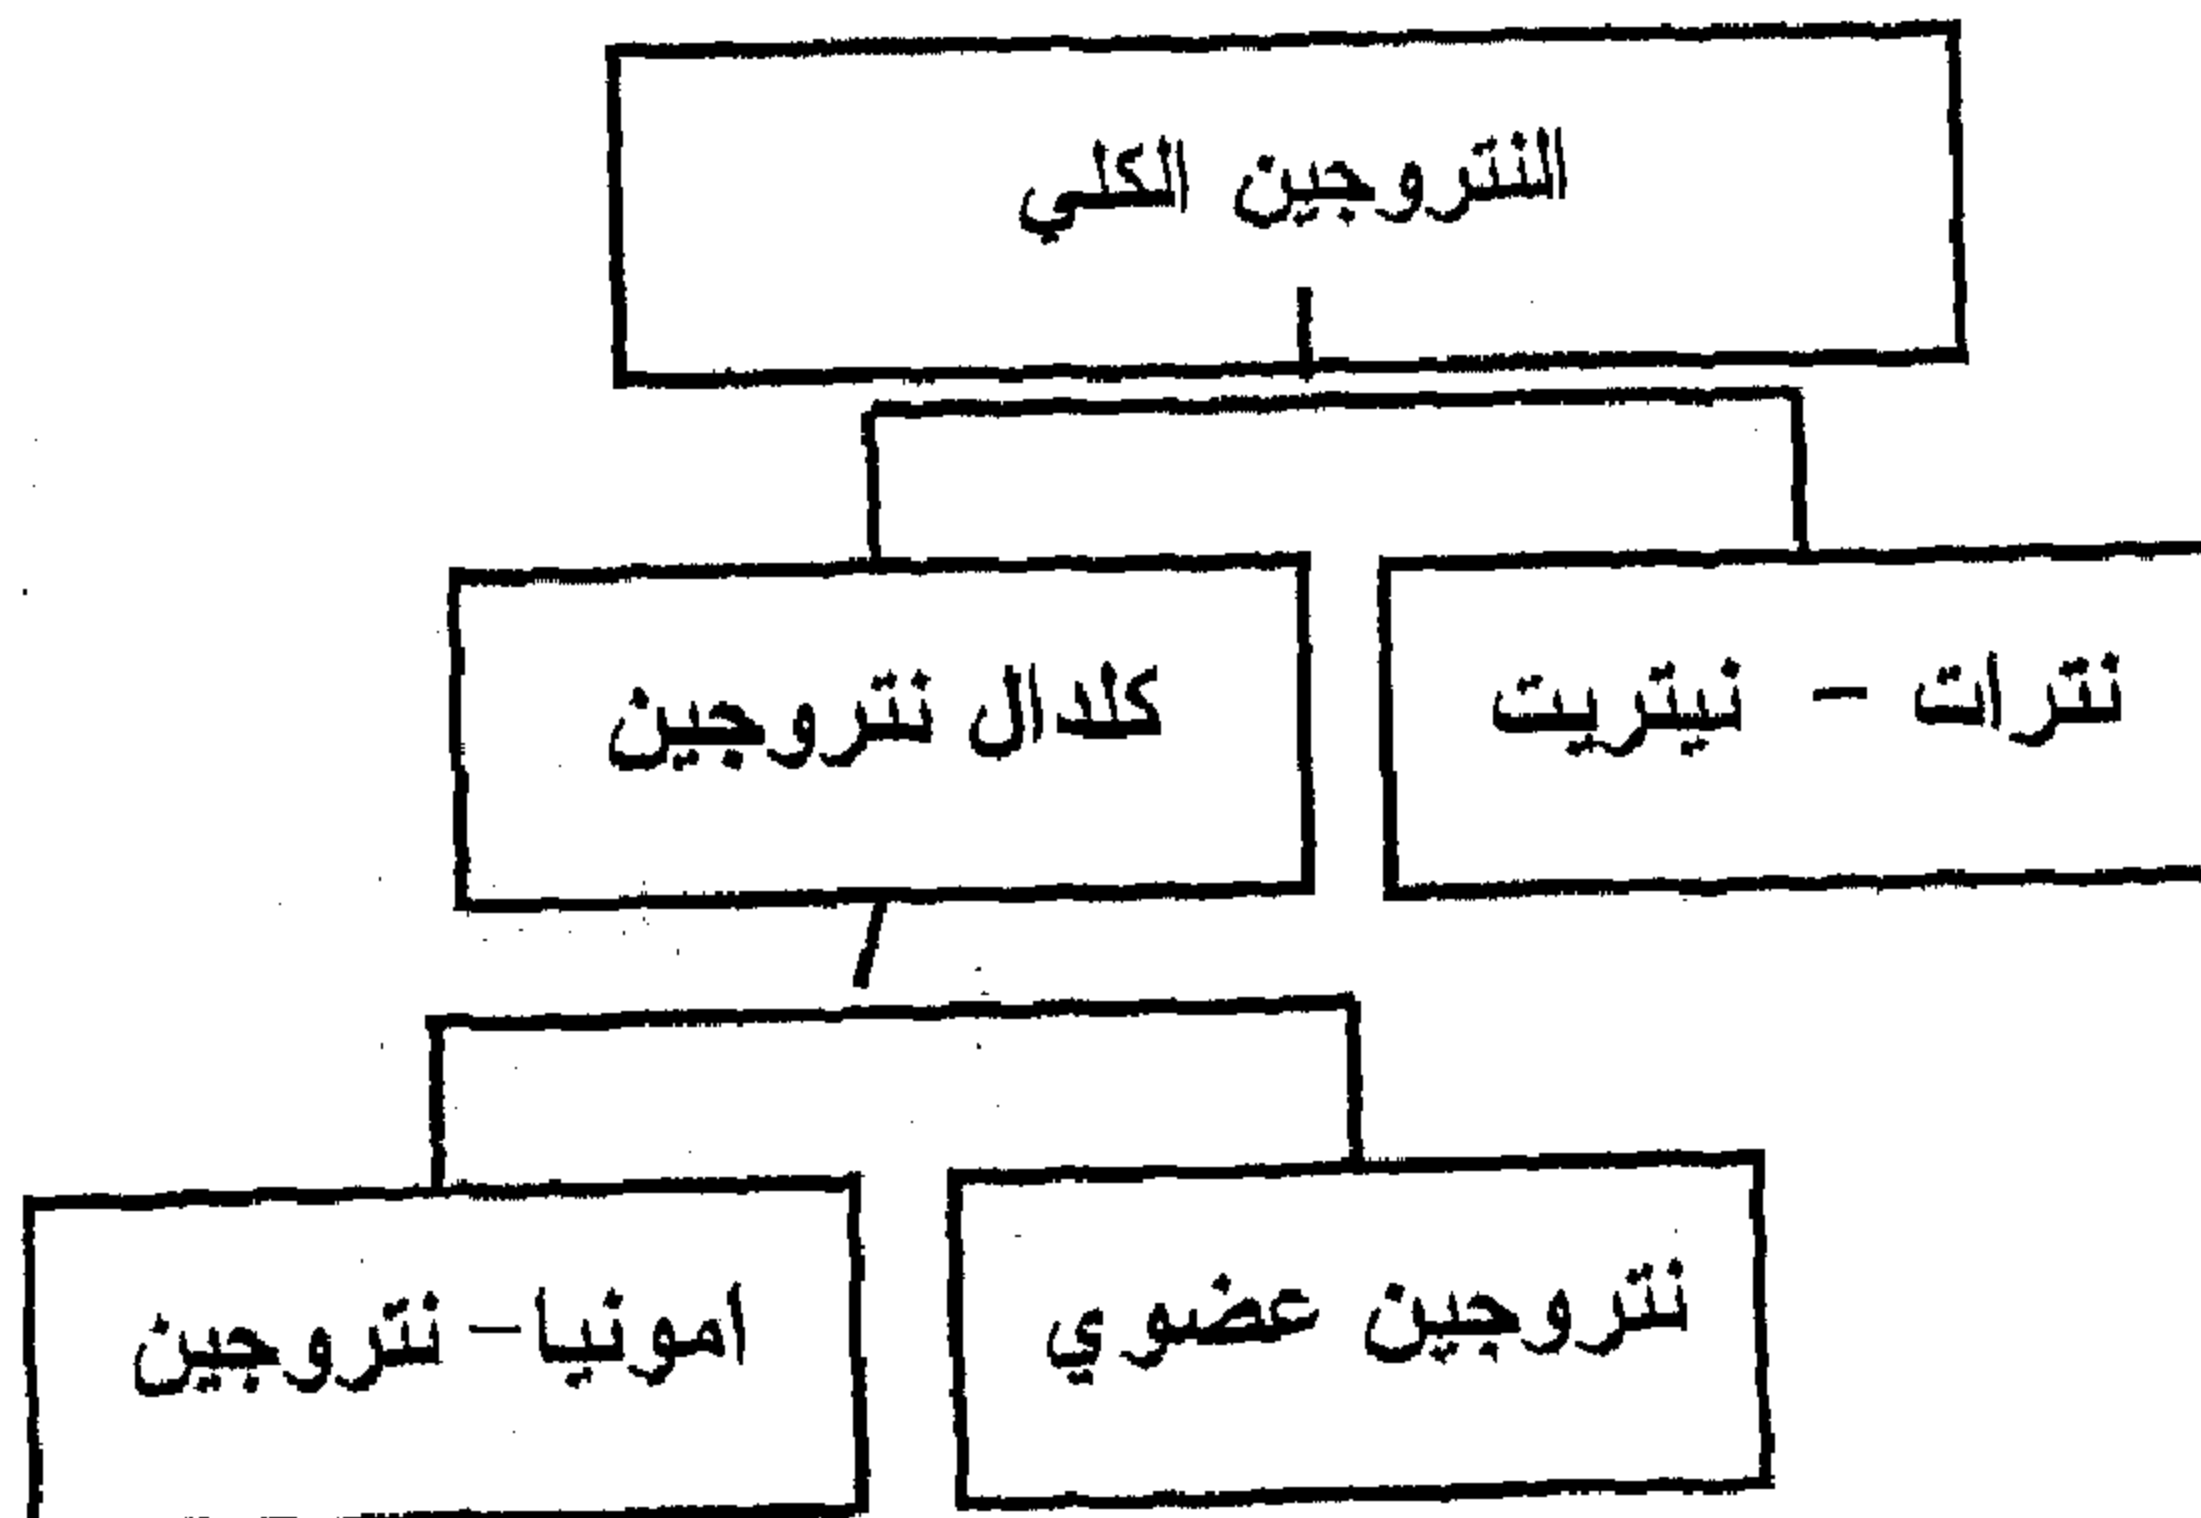 النتروجين الكلي
نترات - نيتريت
كلدال نتروجين
نتروجين عضوي
امونيا- نتروجين